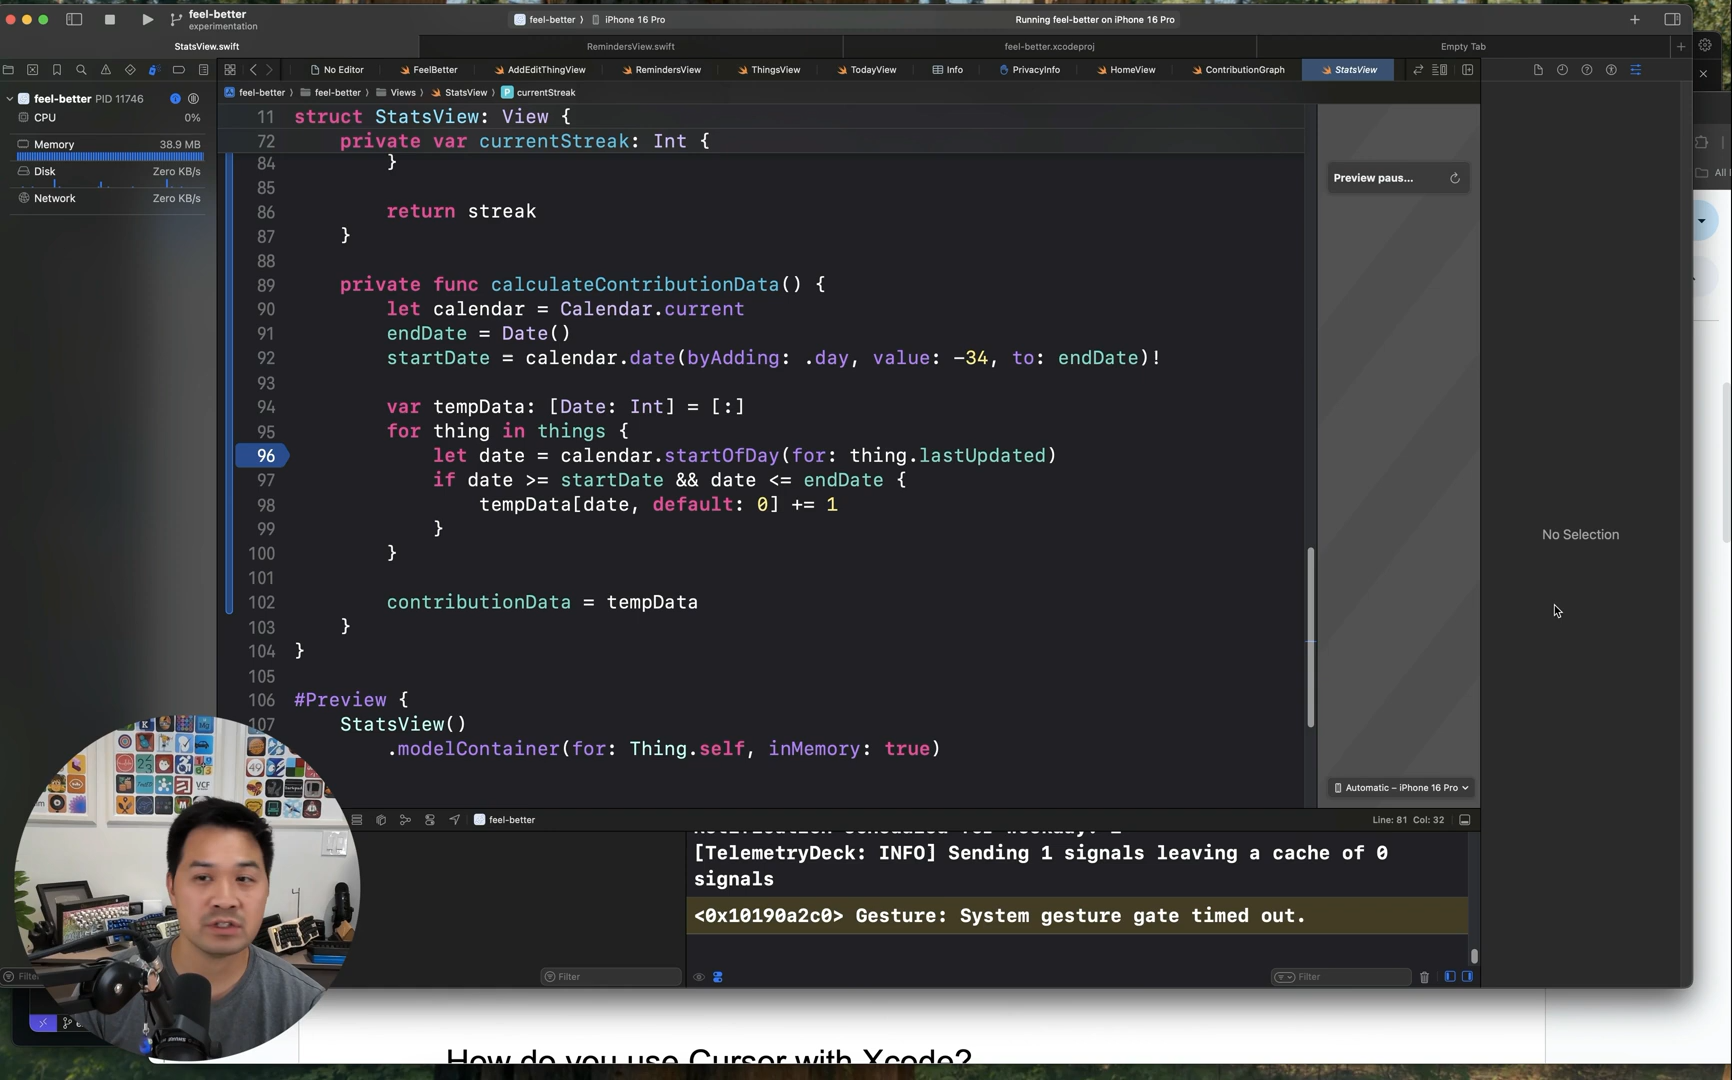 feel-better
experimentation
feel-better
iPhone 16 Pro
Running feel-better on iPhone 16 Pro
StatsView.swift
RemindersView.swift
feel-better.xcodeproj
Empty Tab
No Editor
FeelBetter
AddEditThingView
RemindersView
ThingsView
TodayView
Info
PrivacyInfo
HomeView
ContributionGraph
StatsView
feel-better
feel-better
Views
StatsView
currentStreak
feel-better PID 11746
CPU 0%
Memory 38.9 MB
Disk Zero KB/s
Network Zero KB/s
11 struct StatsView: View {
72 private var currentStreak: Int {
84 }
85
86 return streak
87 }
88
89 private func calculateContributionData() {
90 let calendar = Calendar.current
91 endDate = Date()
92 startDate = calendar.date(byAdding: .day, value: -34, to: endDate)!
93
94 var tempData: [Date: Int] = [:]
95 for thing in things {
96 let date = calendar.startOfDay(for: thing.lastUpdated)
97 if date >= startDate && date <= endDate {
98 tempData[date, default: 0] += 1
99 }
100 }
101
102 contributionData = tempData
103 }
104 }
105
106 #Preview {
107 StatsView()
.modelContainer(for: Thing.self, inMemory: true)
Preview paus...
No Selection
Automatic – iPhone 16 Pro
feel-better
Line: 81 Col: 32
[TelemetryDeck: INFO] Sending 1 signals leaving a cache of 0
signals
<0x10190a2c0> Gesture: System gesture gate timed out.
Filter
Filter
How do you use Cursor with Xcode?